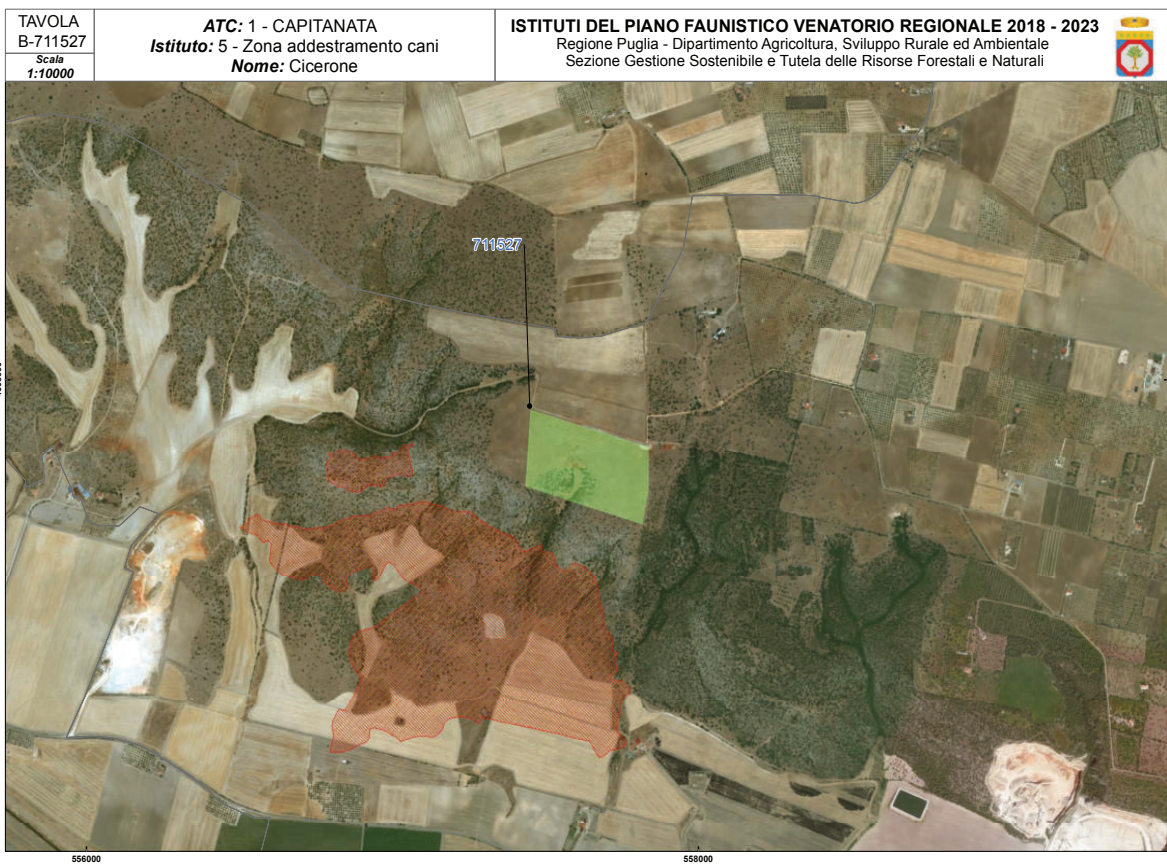 TAVOLA
B-711527
Scala
1:10000
ATC: 1 - CAPITANATA
Istituto: 5 - Zona addestramento cani
Nome: Cicerone
ISTITUTI DEL PIANO FAUNISTICO VENATORIO REGIONALE 2018 - 2023
Regione Puglia - Dipartimento Agricoltura, Sviluppo Rurale ed Ambientale
Sezione Gestione Sostenibile e Tutela delle Risorse Forestali e Naturali
711527
556000
558000